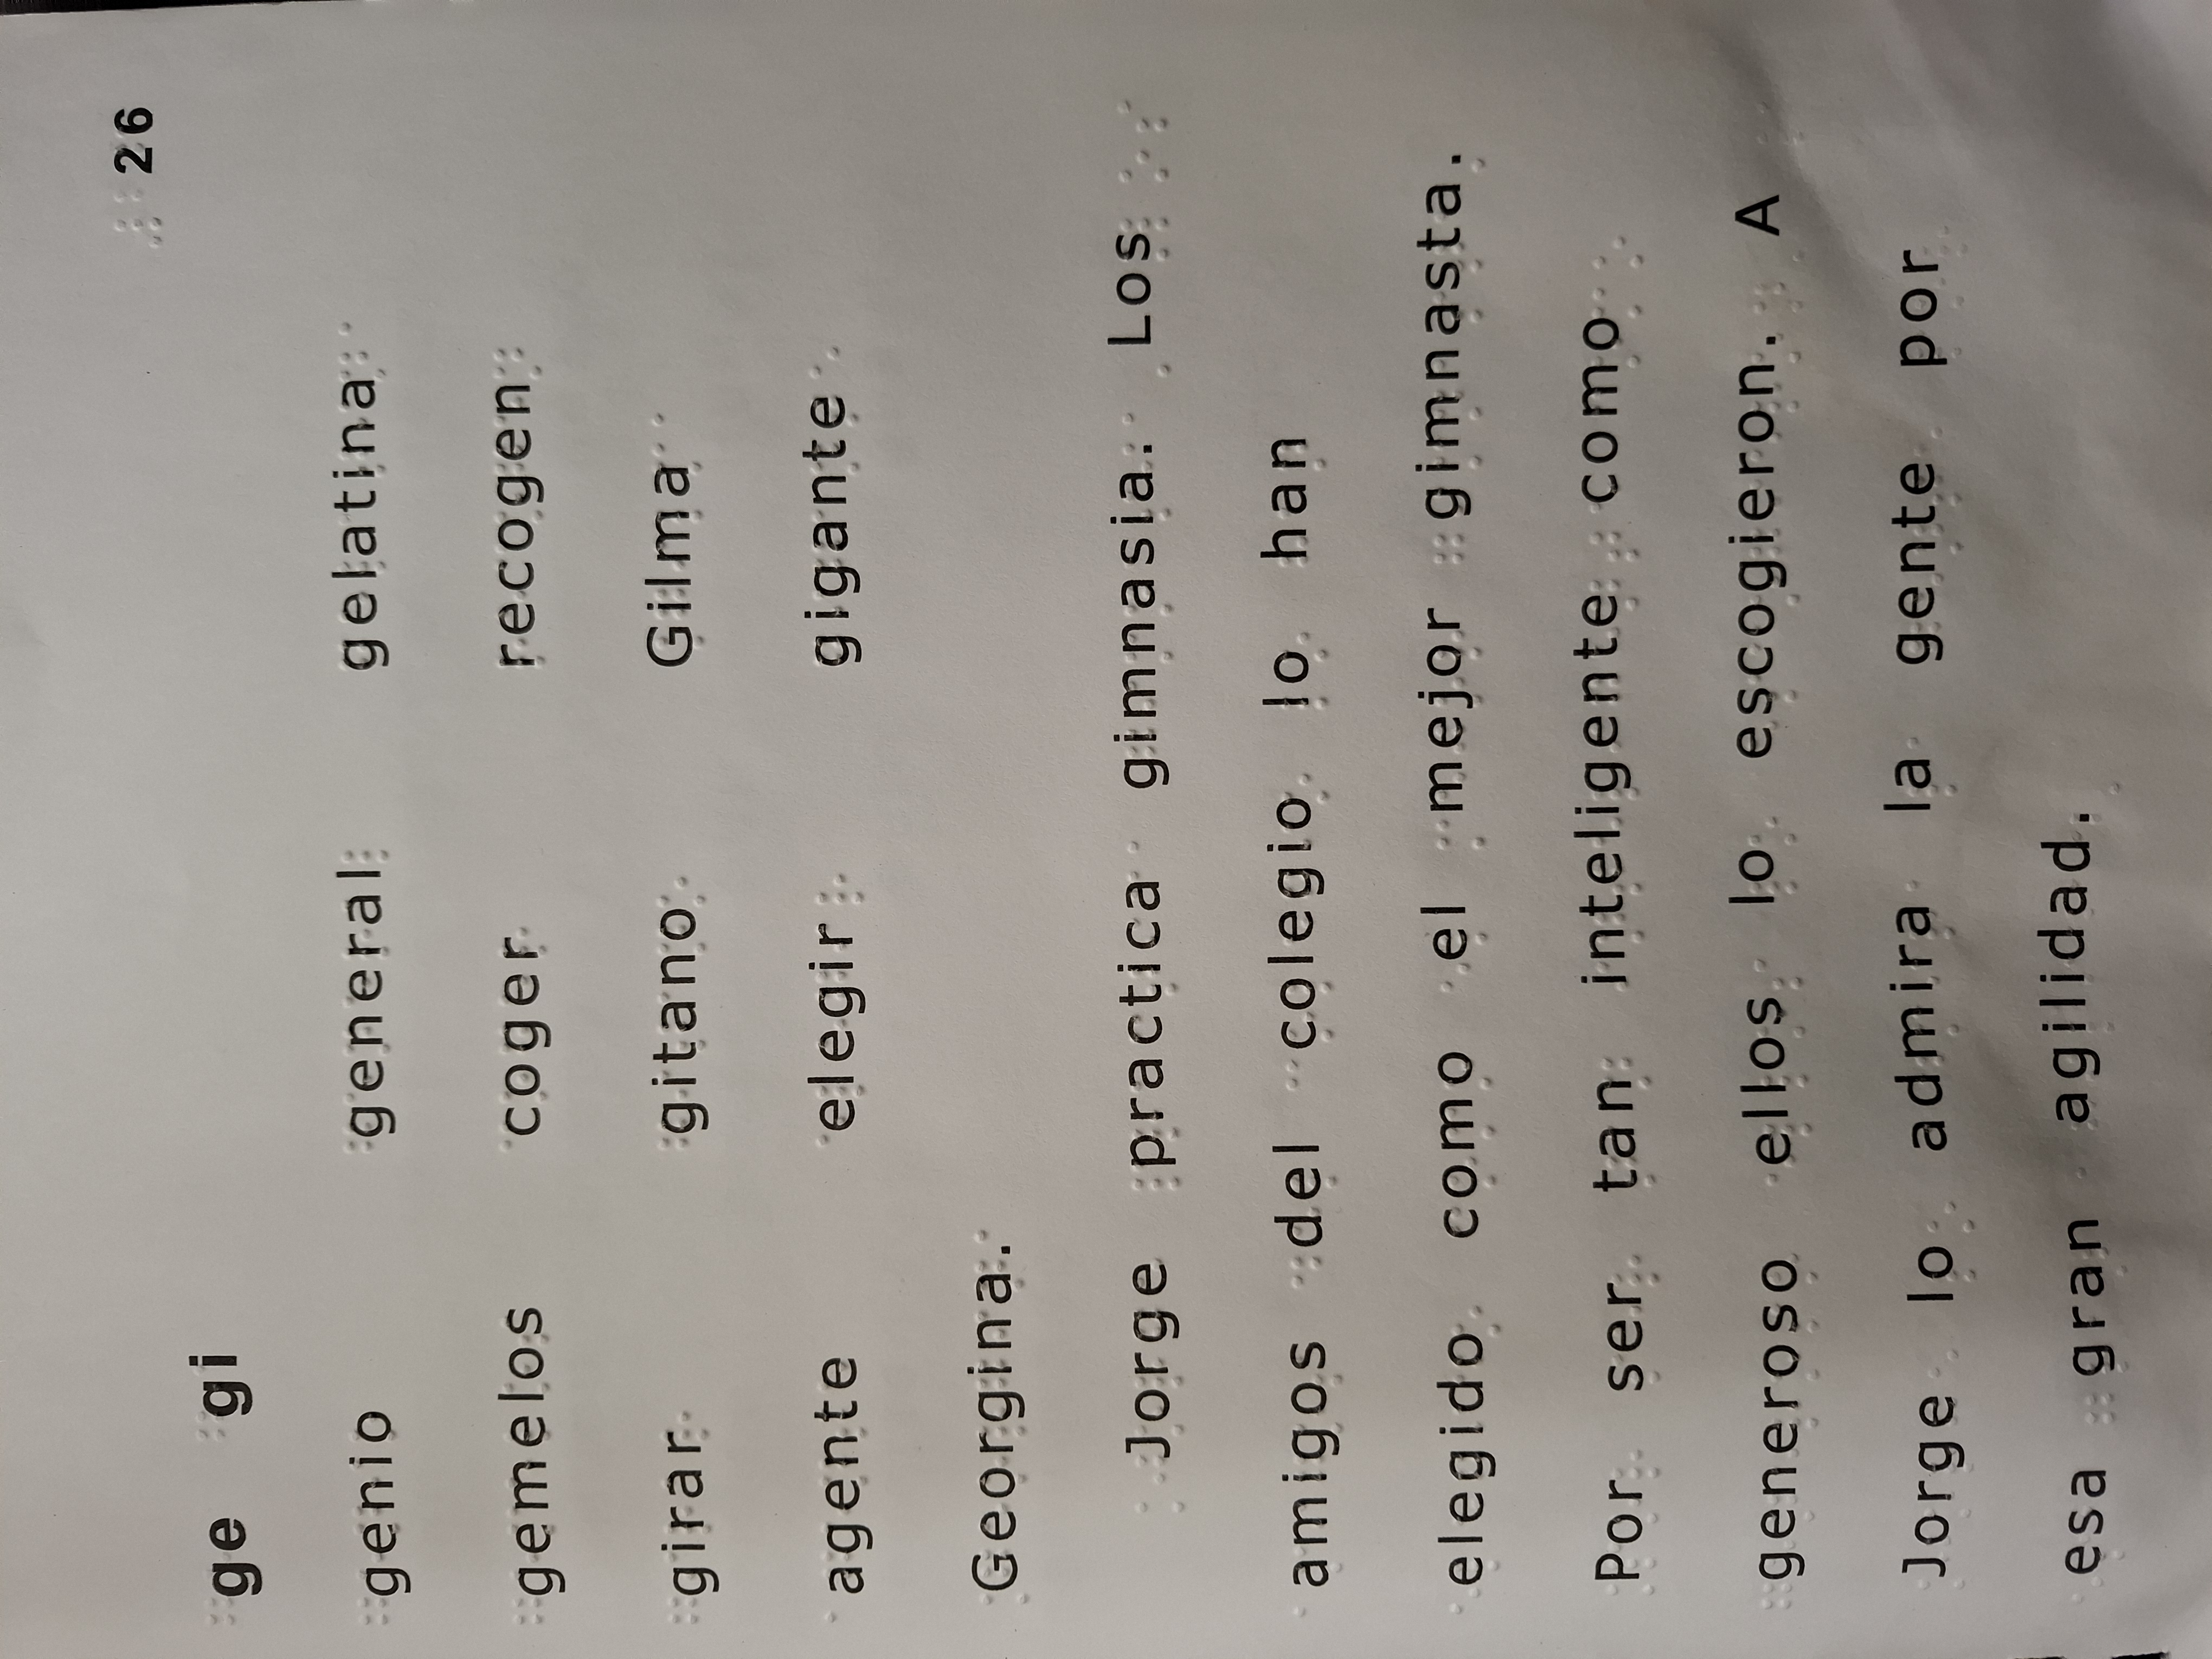 26
ge gi
genio general gelatina
gemelos coger recogen
girar gitano Gilma
agente elegir gigante
Georgina.
Jorge practica gimnasia. Los
amigos del colegio lo han
elegido como el mejor gimnasta.
Por ser tan inteligente como
generoso ellos lo escogieron. A
Jorge lo admira la gente por
esa gran agilidad.